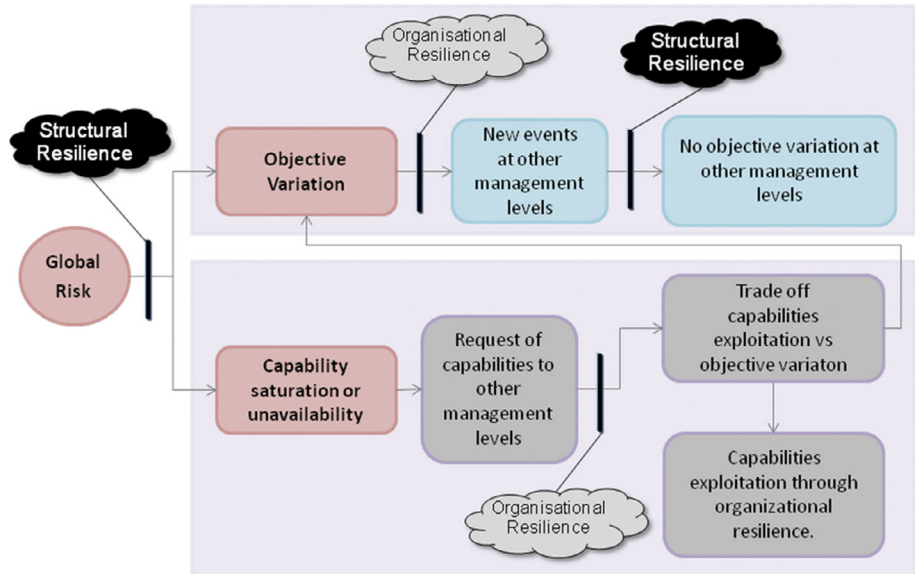 Organisational
Resilience
Structural
Resilience
Structural
Resilience
Objective
Variation
New events
at other
management
levels
No objective variation at
other management
levels
Global
Risk
Capability
saturation or
unavailability
Request of
capabilities to
other
management
levels
Trade off
capabilities
exploitation vs
objective variaton
Organisational
Resilience
Capabilities
exploitation through
organizational
resilience.